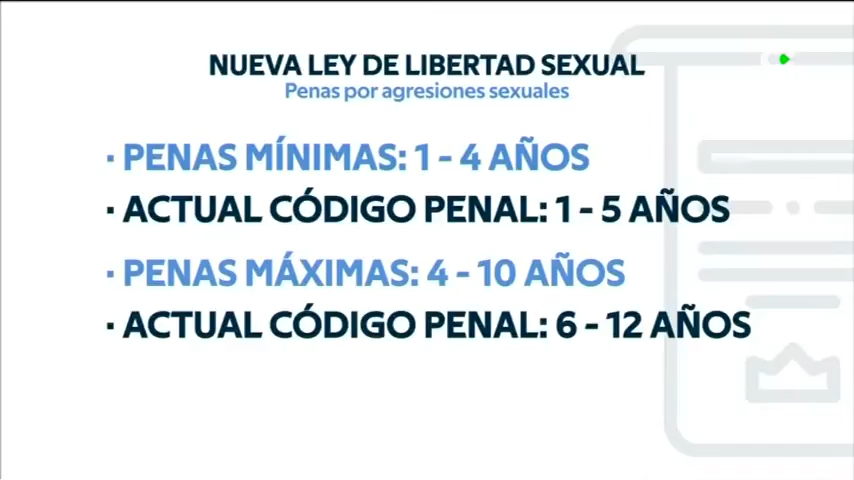 NUEVA LEY DE LIBERTAD SEXUAL
Penas por agresiones sexuales
· PENAS MÍNIMAS: 1 - 4 AÑOS
· ACTUAL CÓDIGO PENAL: 1 - 5 AÑOS
· PENAS MÁXIMAS: 4 - 10 AÑOS
· ACTUAL CÓDIGO PENAL: 6 - 12 AÑOS